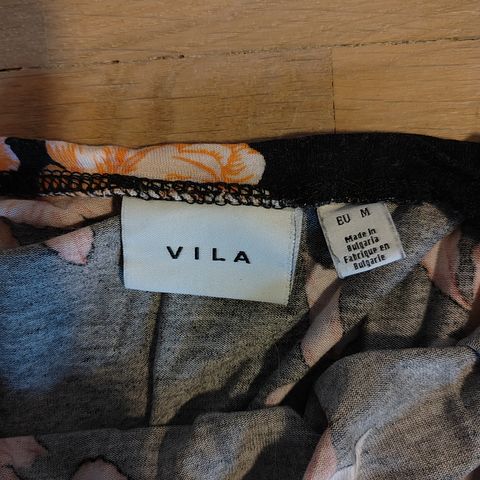 VILA
EU M
Made in
Bulgaria
Fabriqué en
Bulgarie